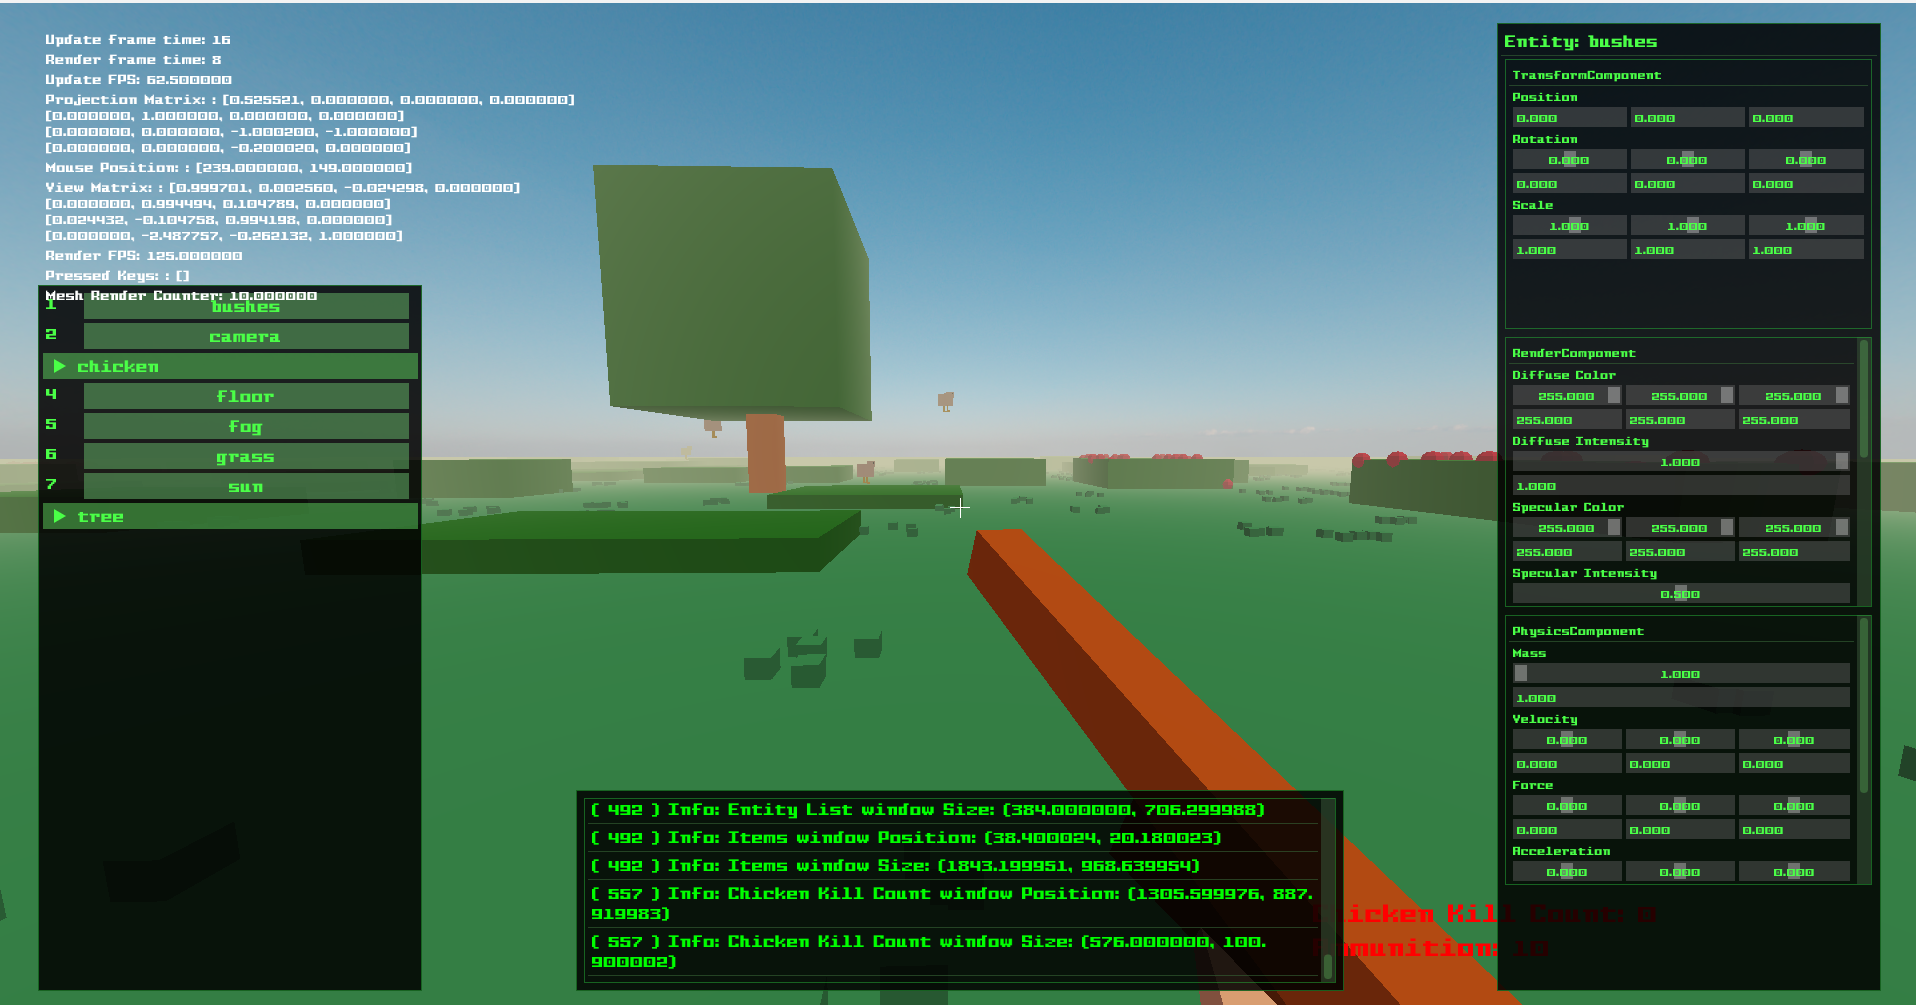 Update frame time: 16
Render frame time: 8
Update FPS: 62.500000
Projection Matrix: : [0.525521, 0.000000, 0.000000, 0.000000]
[0.000000, 1.000000, 0.000000, 0.000000]
[0.000000, 0.000000, -1.000200, -1.000000]
[0.000000, 0.000000, -0.200020, 0.000000]
Mouse Position: : [239.000000, 149.000000]
View Matrix: : [0.999701, 0.002560, -0.024298, 0.000000]
[0.000000, 0.994494, 0.104789, 0.000000]
[0.024432, -0.104758, 0.994198, 0.000000]
[0.000000, -2.487757, -0.262132, 1.000000]
Render FPS: 125.000000
Pressed Keys: : []
Mesh Render Counter: 10.000000
1 bushes
2 camera
chicken
4 floor
5 fog
6 grass
7 sun
tree
( 492 ) Info: Entity List window Size: (384.000000, 706.299988)
( 492 ) Info: Items window Position: (38.400024, 20.180023)
( 492 ) Info: Items window Size: (1843.199951, 968.639954)
( 557 ) Info: Chicken Kill Count window Position: (1305.599976, 887.
919983)
( 557 ) Info: Chicken Kill Count window Size: (576.000000, 100.
900002)
Chicken Kill Count: 0
Ammunition: 10
Entity: bushes
TransformComponent
Position
0.000 0.000 0.000
Rotation
0.000 0.000 0.000
0.000 0.000 0.000
Scale
1.000 1.000 1.000
1.000 1.000 1.000
RenderComponent
Diffuse Color
255.000 255.000 255.000
255.000 255.000 255.000
Diffuse Intensity
1.000
1.000
Specular Color
255.000 255.000 255.000
255.000 255.000 255.000
Specular Intensity
0.500
PhysicsComponent
Mass
1.000
1.000
Velocity
0.000 0.000 0.000
0.000 0.000 0.000
Force
0.000 0.000 0.000
0.000 0.000 0.000
Acceleration
0.000 0.000 0.000